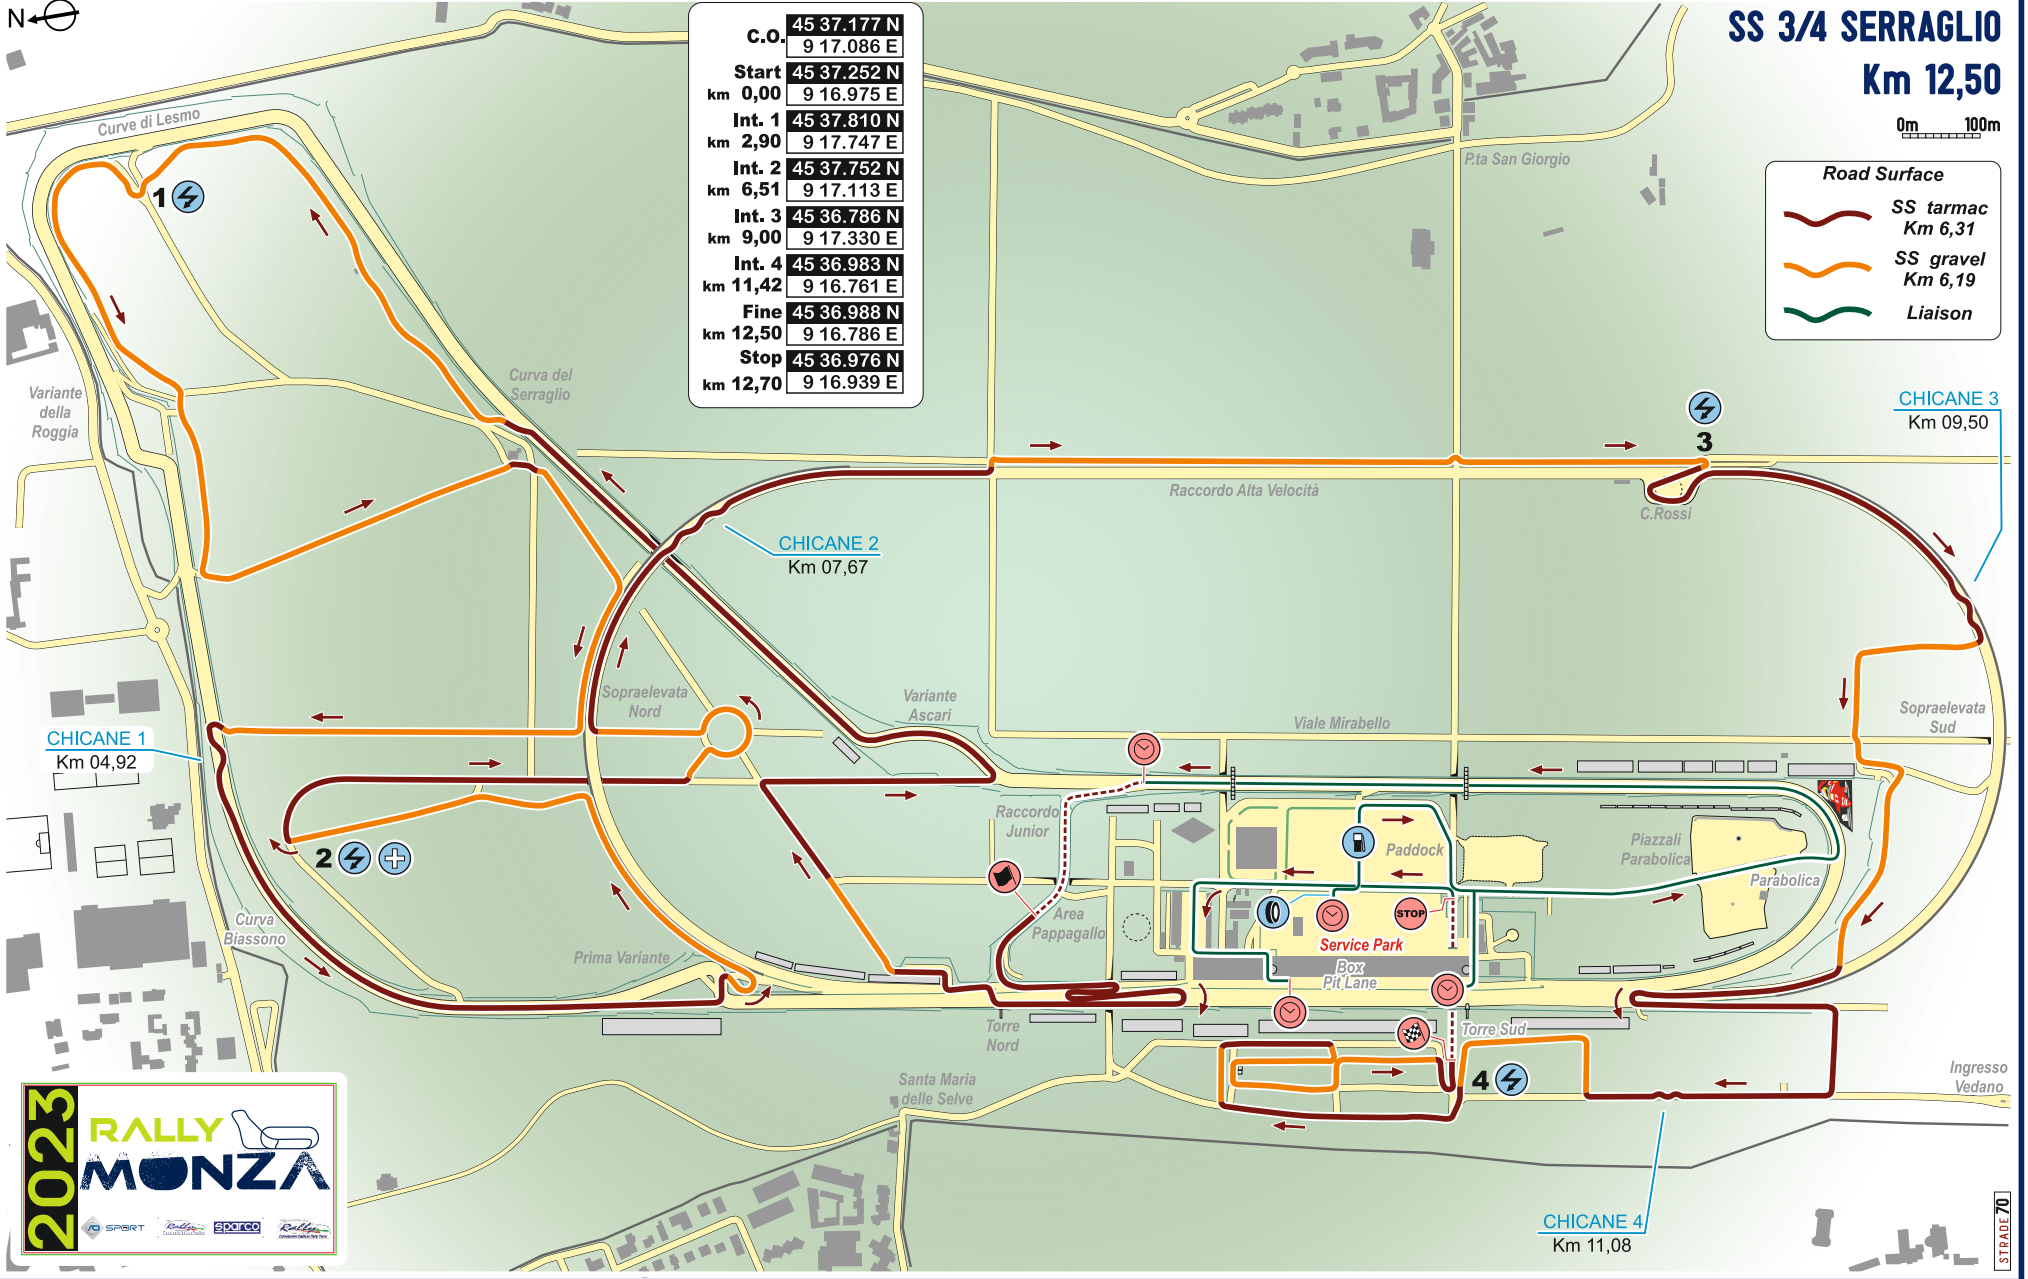 N
SS 3/4 SERRAGLIO
Km 12,50
0m 100m
C.O. 45 37.177 N
9 17.086 E
Start 45 37.252 N
km 0,00 9 16.975 E
Int. 1 45 37.810 N
km 2,90 9 17.747 E
Int. 2 45 37.752 N
km 6,51 9 17.113 E
Int. 3 45 36.786 N
km 9,00 9 17.330 E
Int. 4 45 36.983 N
km 11,42 9 16.761 E
Fine 45 36.988 N
km 12,50 9 16.786 E
Stop 45 36.976 N
km 12,70 9 16.939 E
Road Surface
SS tarmac
Km 6,31
SS gravel
Km 6,19
Liaison
Curve di Lesmo
1
P.ta San Giorgio
Variante
della
Roggia
Curva del
Serraglio
CHICANE 3
Km 09,50
3
Raccordo Alta Velocità
C.Rossi
CHICANE 2
Km 07,67
Sopraelevata
Nord
Variante
Ascari
Viale Mirabello
Sopraelevata
Sud
CHICANE 1
Km 04,92
Raccordo
Junior
Paddock
Piazzali
Parabolica
Parabolica
2
Curva
Biassono
Area
Pappagallo
STOP
Service Park
Prima Variante
Box
Pit Lane
Torre
Nord
Torre Sud
Santa Maria
delle Selve
4
Ingresso
Vedano
CHICANE 4
Km 11,08
2023
RALLY
MONZA
ACI SPORT
Rally
sparco
Rally
STRADE 70